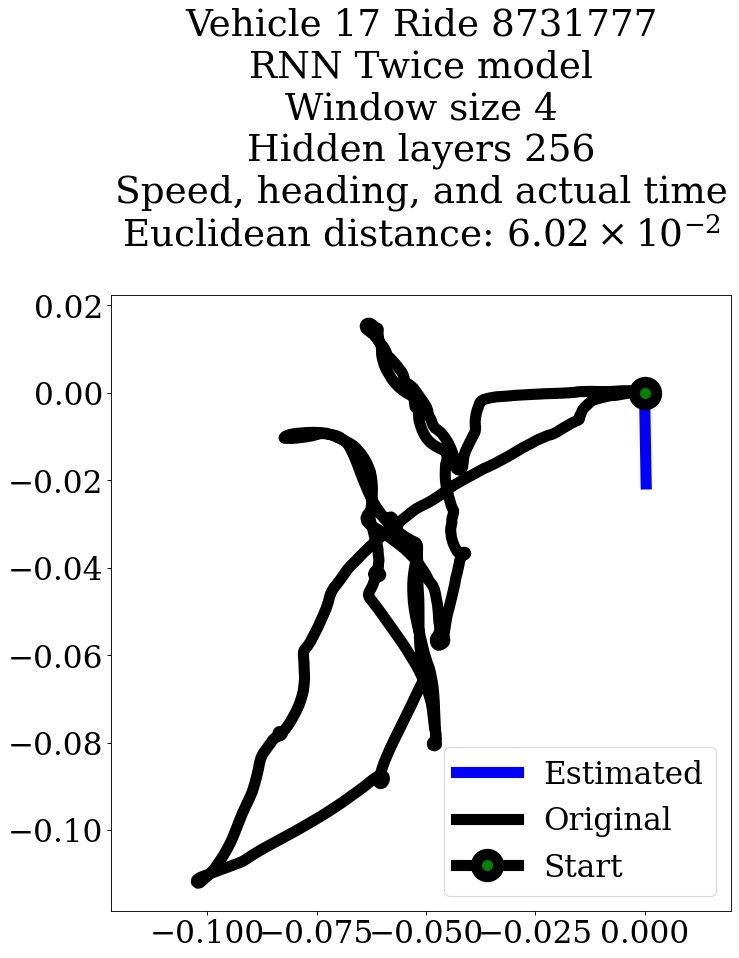 Vehicle 17 Ride 8731777
RNN Twice model
Window size 4
Hidden layers 256
Speed, heading, and actual time
Euclidean distance: 6.02 × 10⁻²
0.02
0.00
−0.02
−0.04
−0.06
−0.08
−0.10
Estimated
Original
Start
−0.100 −0.075 −0.050 −0.025 0.000